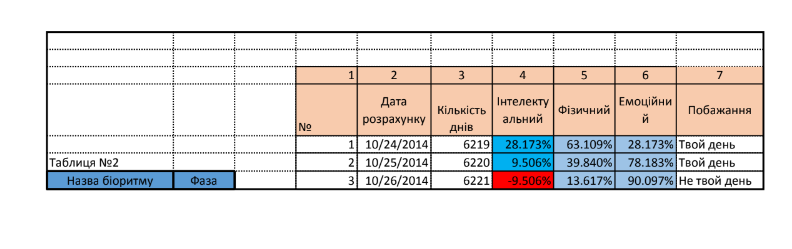 1 2 3 4 5 6 7
№ Дата розрахунку Кількість днів Інтелекту альний Фізичний Емоційни й Побажання
1 10/24/2014 6219 28.173% 63.109% 28.173% Твой день
Таблиця №2 2 10/25/2014 6220 9.506% 39.840% 78.183% Твой день
Назва біоритму Фаза 3 10/26/2014 6221 -9.506% 13.617% 90.097% Не твой день